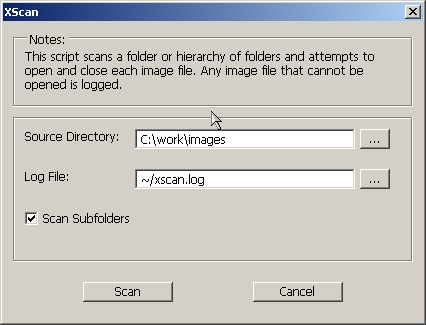 XScan
Notes:
This script scans a folder or hierarchy of folders and attempts to
open and close each image file. Any image file that cannot be
opened is logged.
Source Directory:
C:\work\images
...
Log File:
~/xscan.log
...
Scan Subfolders
Scan
Cancel